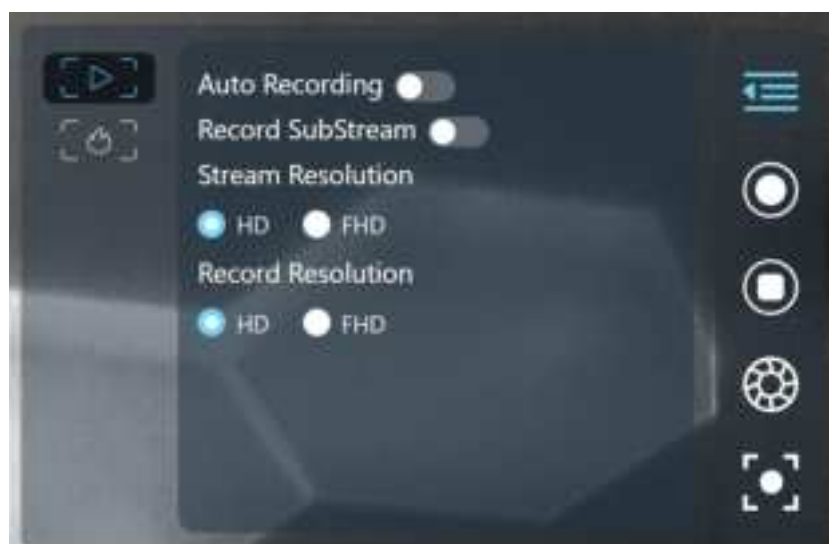 Auto Recording
Record SubStream
Stream Resolution
HD FHD
Record Resolution
HD FHD